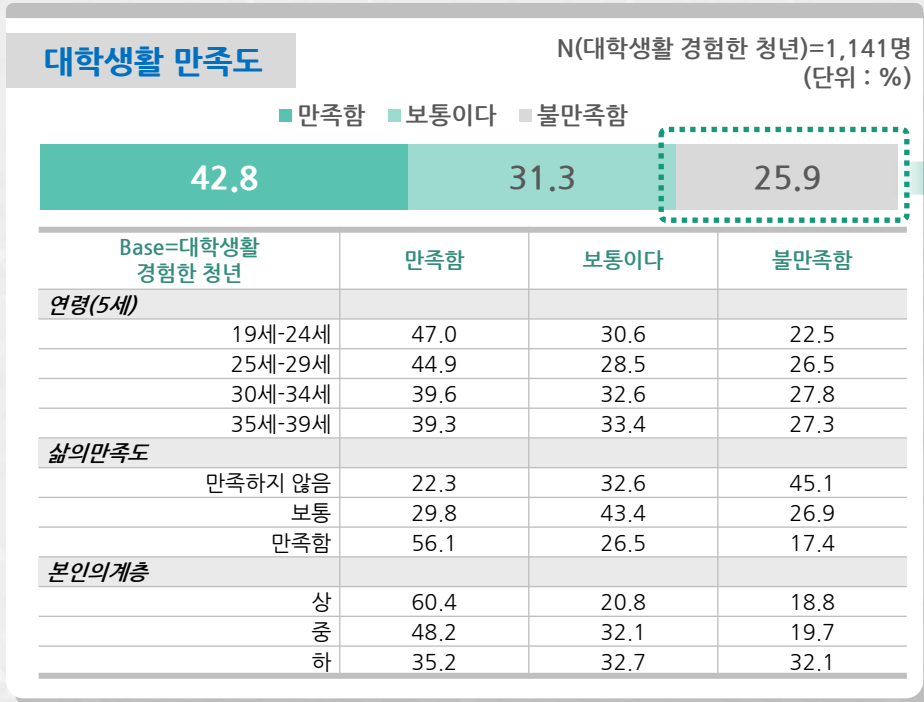 대학생활 만족도
N(대학생활 경험한 청년)=1,141명
(단위 : %)
만족함 보통이다 불만족함
42.8 31.3 25.9
Base=대학생활
경험한 청년 만족함 보통이다 불만족함
연령(5세)
19세-24세 47.0 30.6 22.5
25세-29세 44.9 28.5 26.5
30세-34세 39.6 32.6 27.8
35세-39세 39.3 33.4 27.3
삶의만족도
만족하지 않음 22.3 32.6 45.1
보통 29.8 43.4 26.9
만족함 56.1 26.5 17.4
본인의계층
상 60.4 20.8 18.8
중 48.2 32.1 19.7
하 35.2 32.7 32.1